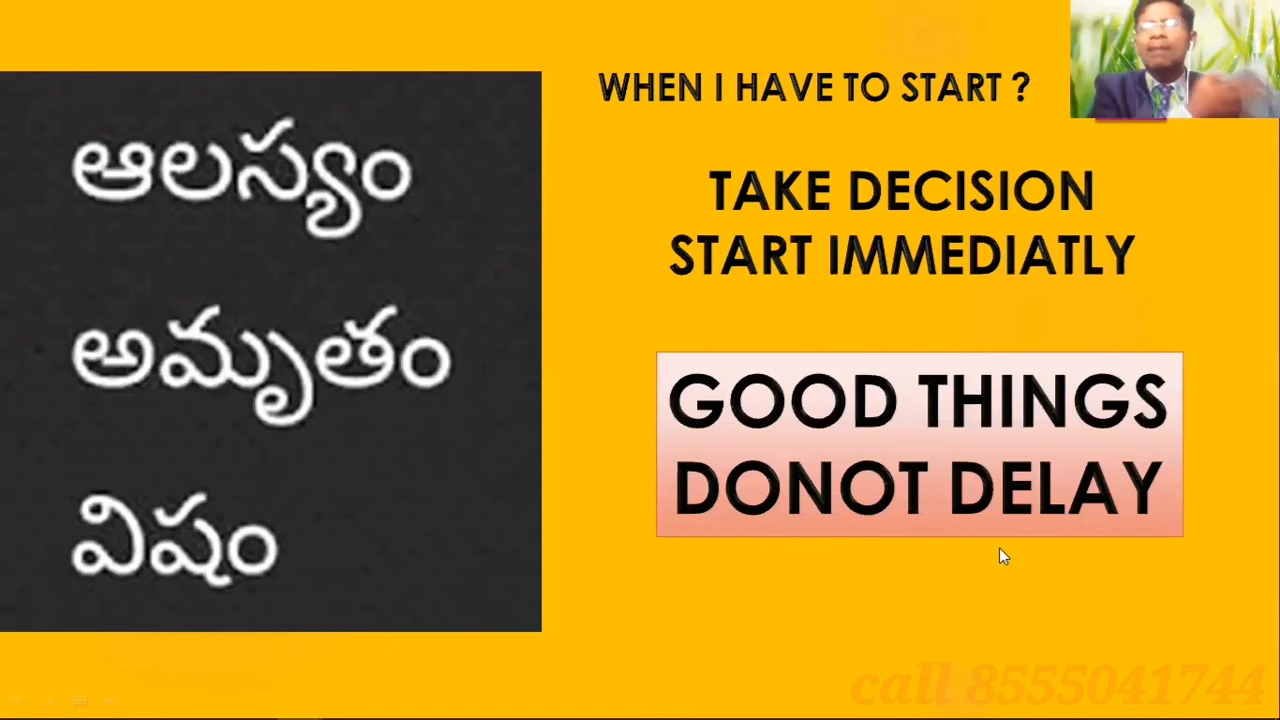 ఆలస్యం
అమృతం
విషం
WHEN I HAVE TO START ?
TAKE DECISION
START IMMEDIATLY
GOOD THINGS
DONOT DELAY
call 8555041744